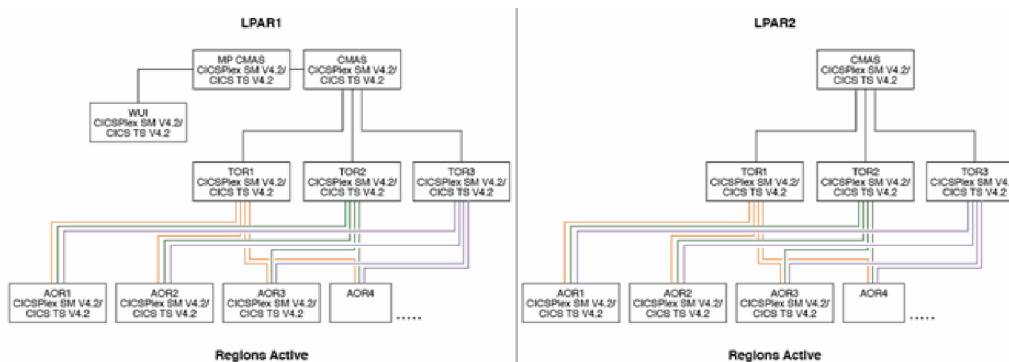 LPAR1
MP CMAS
CICSPlex SM V4.2/
CICS TS V4.2
CMAS
CICSPlex SM V4.2/
CICS TS V4.2
WUI
CICSPlex SM V4.2/
CICS TS V4.2
TOR1
CICSPlex SM V4.2/
CICS TS V4.2
TOR2
CICSPlex SM V4.2/
CICS TS V4.2
TOR3
CICSPlex SM V4.2/
CICS TS V4.2
AOR1
CICSPlex SM V4.2/
CICS TS V4.2
AOR2
CICSPlex SM V4.2/
CICS TS V4.2
AOR3
CICSPlex SM V4.2/
CICS TS V4.2
AOR4
.....
Regions Active
LPAR2
CMAS
CICSPlex SM V4.2/
CICS TS V4.2
TOR1
CICSPlex SM V4.2/
CICS TS V4.2
TOR2
CICSPlex SM V4.2/
CICS TS V4.2
TOR3
CICSPlex SM V4.2/
CICS TS V4.2
AOR1
CICSPlex SM V4.2/
CICS TS V4.2
AOR2
CICSPlex SM V4.2/
CICS TS V4.2
AOR3
CICSPlex SM V4.2/
CICS TS V4.2
AOR4
.....
Regions Active